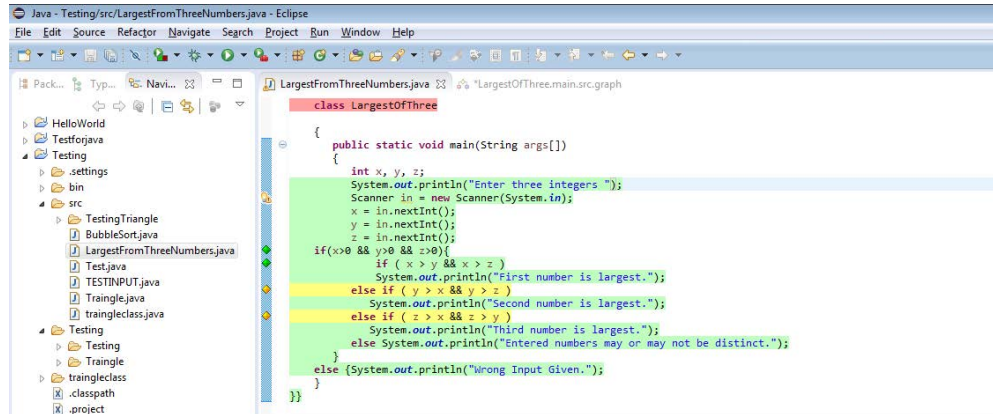 Java - Testing/src/LargestFromThreeNumbers.java - Eclipse
File Edit Source Refactor Navigate Search Project Run Window Help
Pack... Typ... Navi...
LargestFromThreeNumbers.java *LargestOfThree.main.src.graph
HelloWorld
Testforjava
Testing
.settings
bin
src
TestingTriangle
BubbleSort.java
LargestFromThreeNumbers.java
Test.java
TESTINPUT.java
Traingle.java
traingleclass.java
Testing
Testing
Traingle
traingleclass
.classpath
.project
class LargestOfThree
{
public static void main(String args[])
{
int x, y, z;
System.out.println("Enter three integers ");
Scanner in = new Scanner(System.in);
x = in.nextInt();
y = in.nextInt();
z = in.nextInt();
if(x>0 && y>0 && z>0){
if ( x > y && x > z )
System.out.println("First number is largest.");
else if ( y > x && y > z )
System.out.println("Second number is largest.");
else if ( z > x && z > y )
System.out.println("Third number is largest.");
else System.out.println("Entered numbers may or may not be distinct.");
}
else {System.out.println("Wrong Input Given.");
}
}}